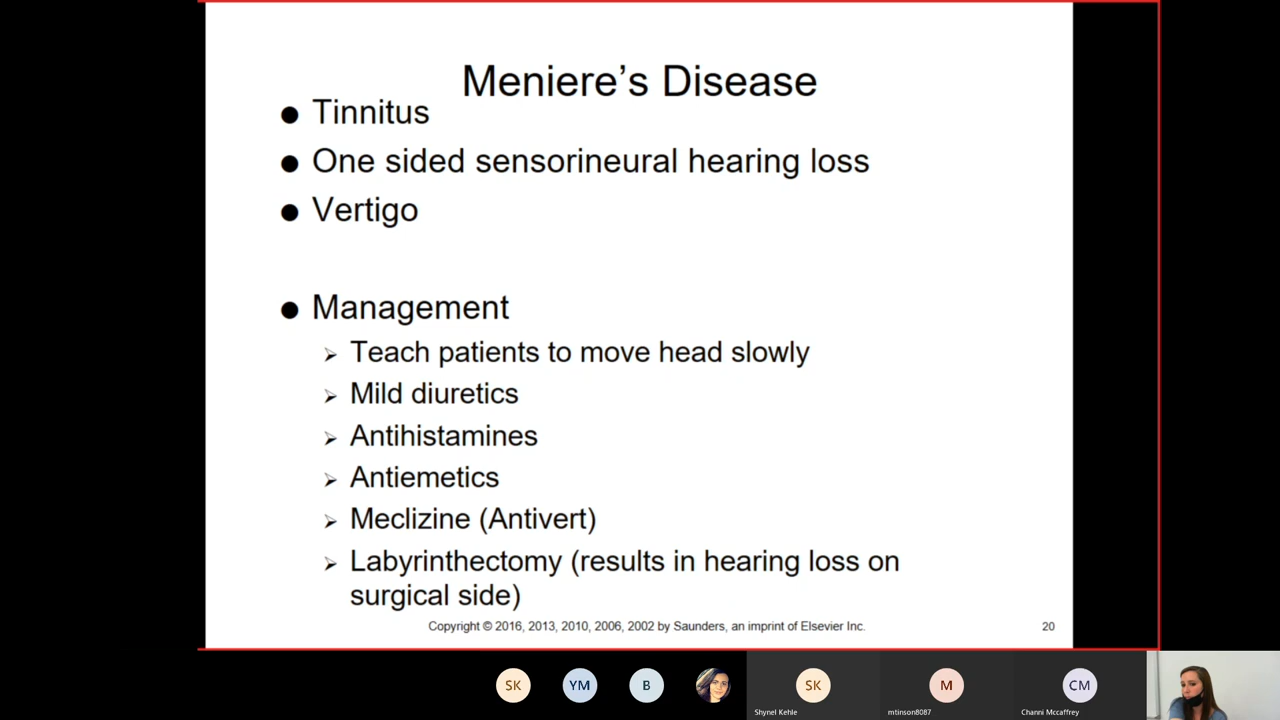 Meniere's Disease
● Tinnitus
● One sided sensorineural hearing loss
● Vertigo
● Management
➢ Teach patients to move head slowly
➢ Mild diuretics
➢ Antihistamines
➢ Antiemetics
➢ Meclizine (Antivert)
➢ Labyrinthectomy (results in hearing loss on
surgical side)
Copyright © 2016, 2013, 2010, 2006, 2002 by Saunders, an imprint of Elsevier Inc.
20
SK
YM
B
SK
M
CM
Shynel Kehle
mtinson8087
Channi Mccaffrey